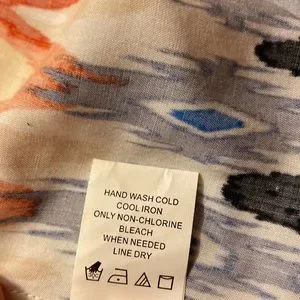 HAND WASH COLD
COOL IRON
ONLY NON-CHLORINE
BLEACH
WHEN NEEDED
LINE DRY